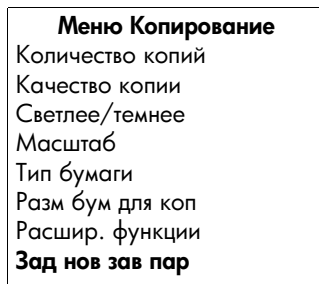 Меню Копирование
Количество копий
Качество копии
Светлее/темнее
Масштаб
Тип бумаги
Разм бум для коп
Расшир. функции
Зад нов зав пар